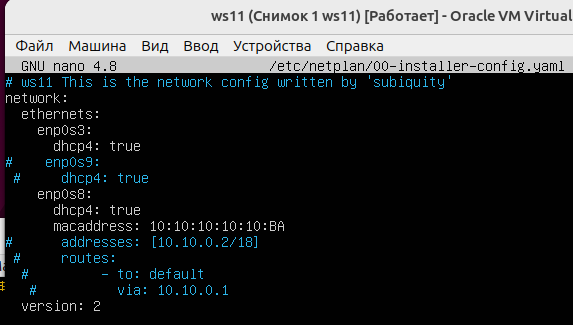 ws11 (Снимок 1 ws11) [Работает] - Oracle VM Virtual
Файл Машина Вид Ввод Устройства Справка
GNU nano 4.8 /etc/netplan/00-installer-config.yaml
# ws11 This is the network config written by 'subiquity'
network:
  ethernets:
    enp0s3:
      dhcp4: true
#    enp0s9:
 #     dhcp4: true
    enp0s8:
      dhcp4: true
      macaddress: 10:10:10:10:10:BA
#      addresses: [10.10.0.2/18]
 #     routes:
  #         - to: default
   #          via: 10.10.0.1
  version: 2